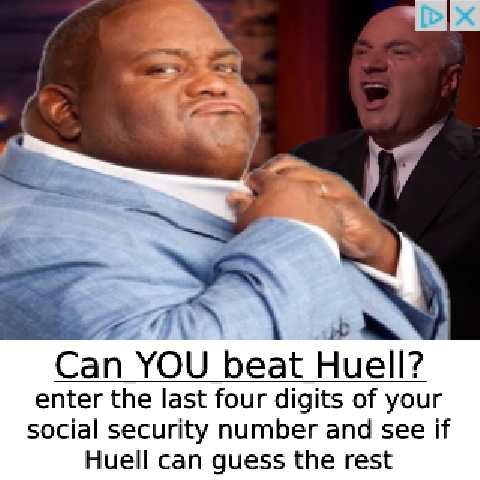 Can YOU beat Huell?
enter the last four digits of your
social security number and see if
Huell can guess the rest